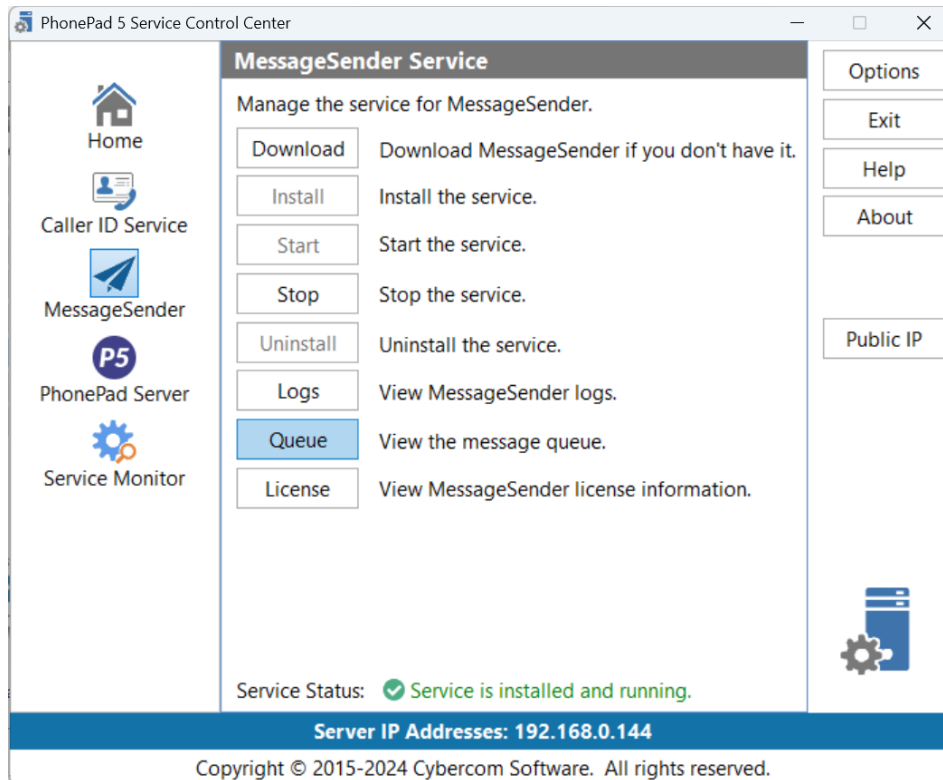 PhonePad 5 Service Control Center
Home
Caller ID Service
MessageSender
P5
PhonePad Server
Service Monitor
MessageSender Service
Manage the service for MessageSender.
Download Download MessageSender if you don't have it.
Install Install the service.
Start Start the service.
Stop Stop the service.
Uninstall Uninstall the service.
Logs View MessageSender logs.
Queue View the message queue.
License View MessageSender license information.
Service Status: Service is installed and running.
Options
Exit
Help
About
Public IP
Server IP Addresses: 192.168.0.144
Copyright © 2015-2024 Cybercom Software. All rights reserved.